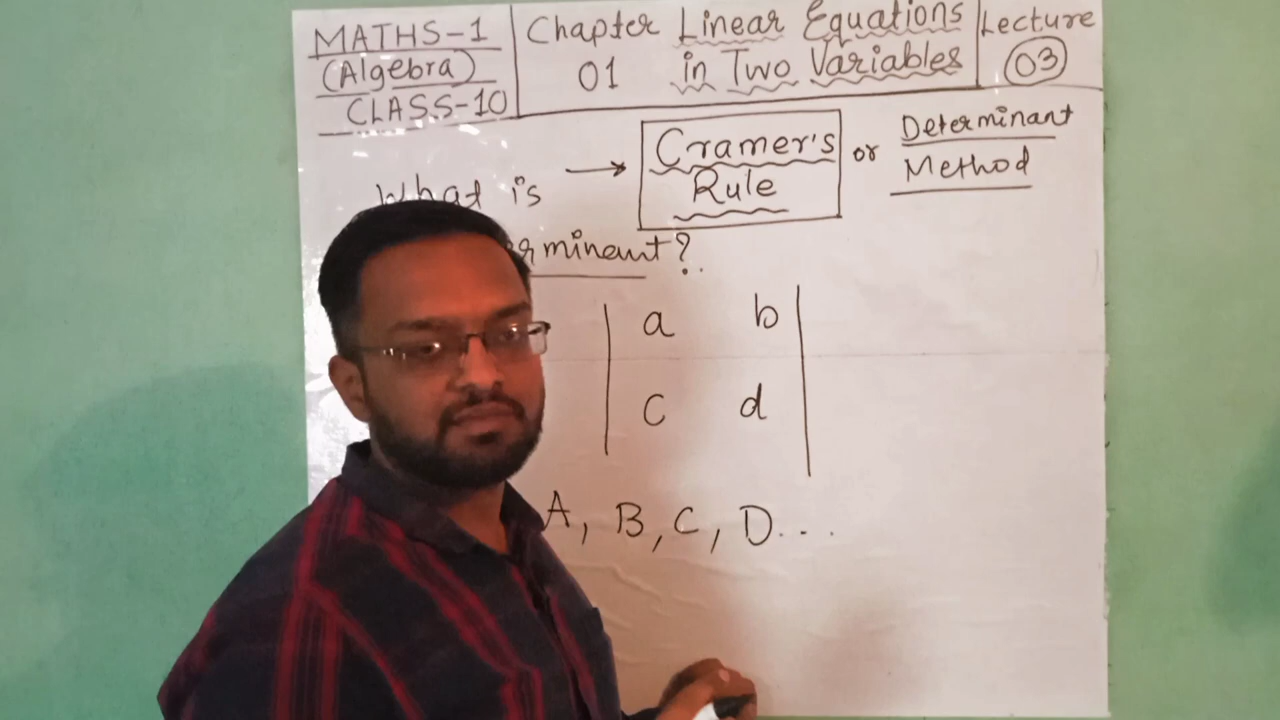 MATHS-1
(Algebra)
CLASS-10
Chapter Linear Equations
01 in Two Variables
Lecture
03
What is → Cramer's Rule or Determinant Method
minant?
a b
c d
A, B, C, D...